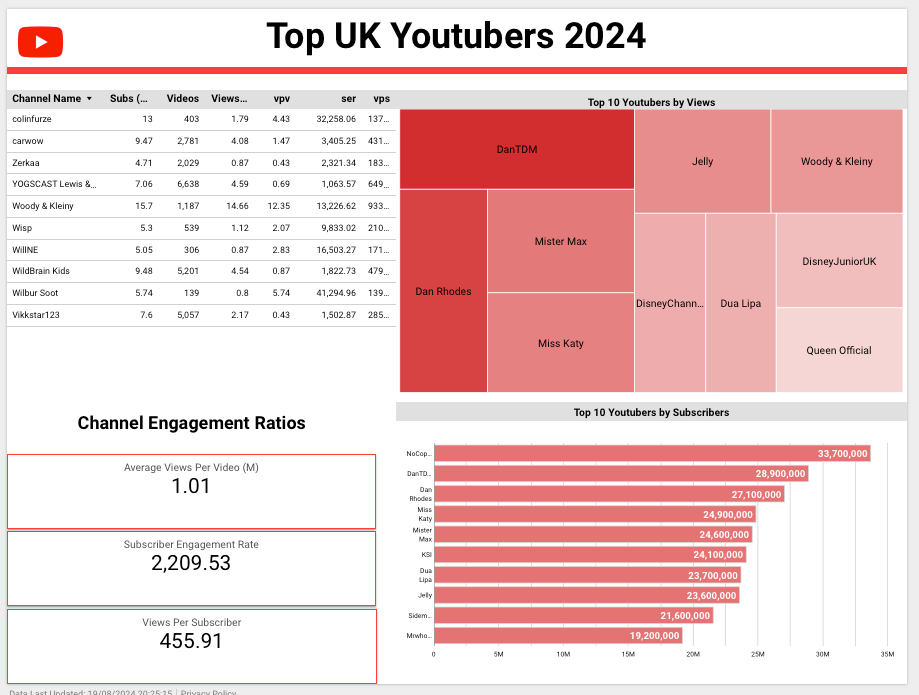 Top UK Youtubers 2024
Channel Name Subs (... Videos Views... vpv ser vps
colinfurze 13 403 1.79 4.43 32,258.06 137...
carwow 9.47 2,781 4.08 1.47 3,405.25 431...
Zerkaa 4.71 2,029 0.87 0.43 2,321.34 183...
YOGSCAST Lewis &... 7.06 6,638 4.59 0.69 1,063.57 649...
Woody & Kleiny 15.7 1,187 14.66 12.35 13,226.62 933...
Wisp 5.3 539 1.12 2.07 9,833.02 210...
WillNE 5.05 306 0.87 2.83 16,503.27 171...
WildBrain Kids 9.48 5,201 4.54 0.87 1,822.73 479...
Wilbur Soot 5.74 139 0.8 5.74 41,294.96 139...
Vikkstar123 7.6 5,057 2.17 0.43 1,502.87 285...
Top 10 Youtubers by Views
DanTDM
Jelly
Woody & Kleiny
Dan Rhodes
Mister Max
Miss Katy
DisneyChann...
Dua Lipa
DisneyJuniorUK
Queen Official
Channel Engagement Ratios
Average Views Per Video (M)
1.01
Subscriber Engagement Rate
2,209.53
Views Per Subscriber
455.91
Top 10 Youtubers by Subscribers
NoCop... 33,700,000
DanTD... 28,900,000
Dan
Rhodes 27,100,000
Miss
Katy 24,900,000
Mister
Max 24,600,000
KSI 24,100,000
Dua
Lipa 23,700,000
Jelly 23,600,000
Sidem... 21,600,000
Mrwho... 19,200,000
0 5M 10M 15M 20M 25M 30M 35M
Data Last Updated: 19/08/2024 20:25:15 | Privacy Policy